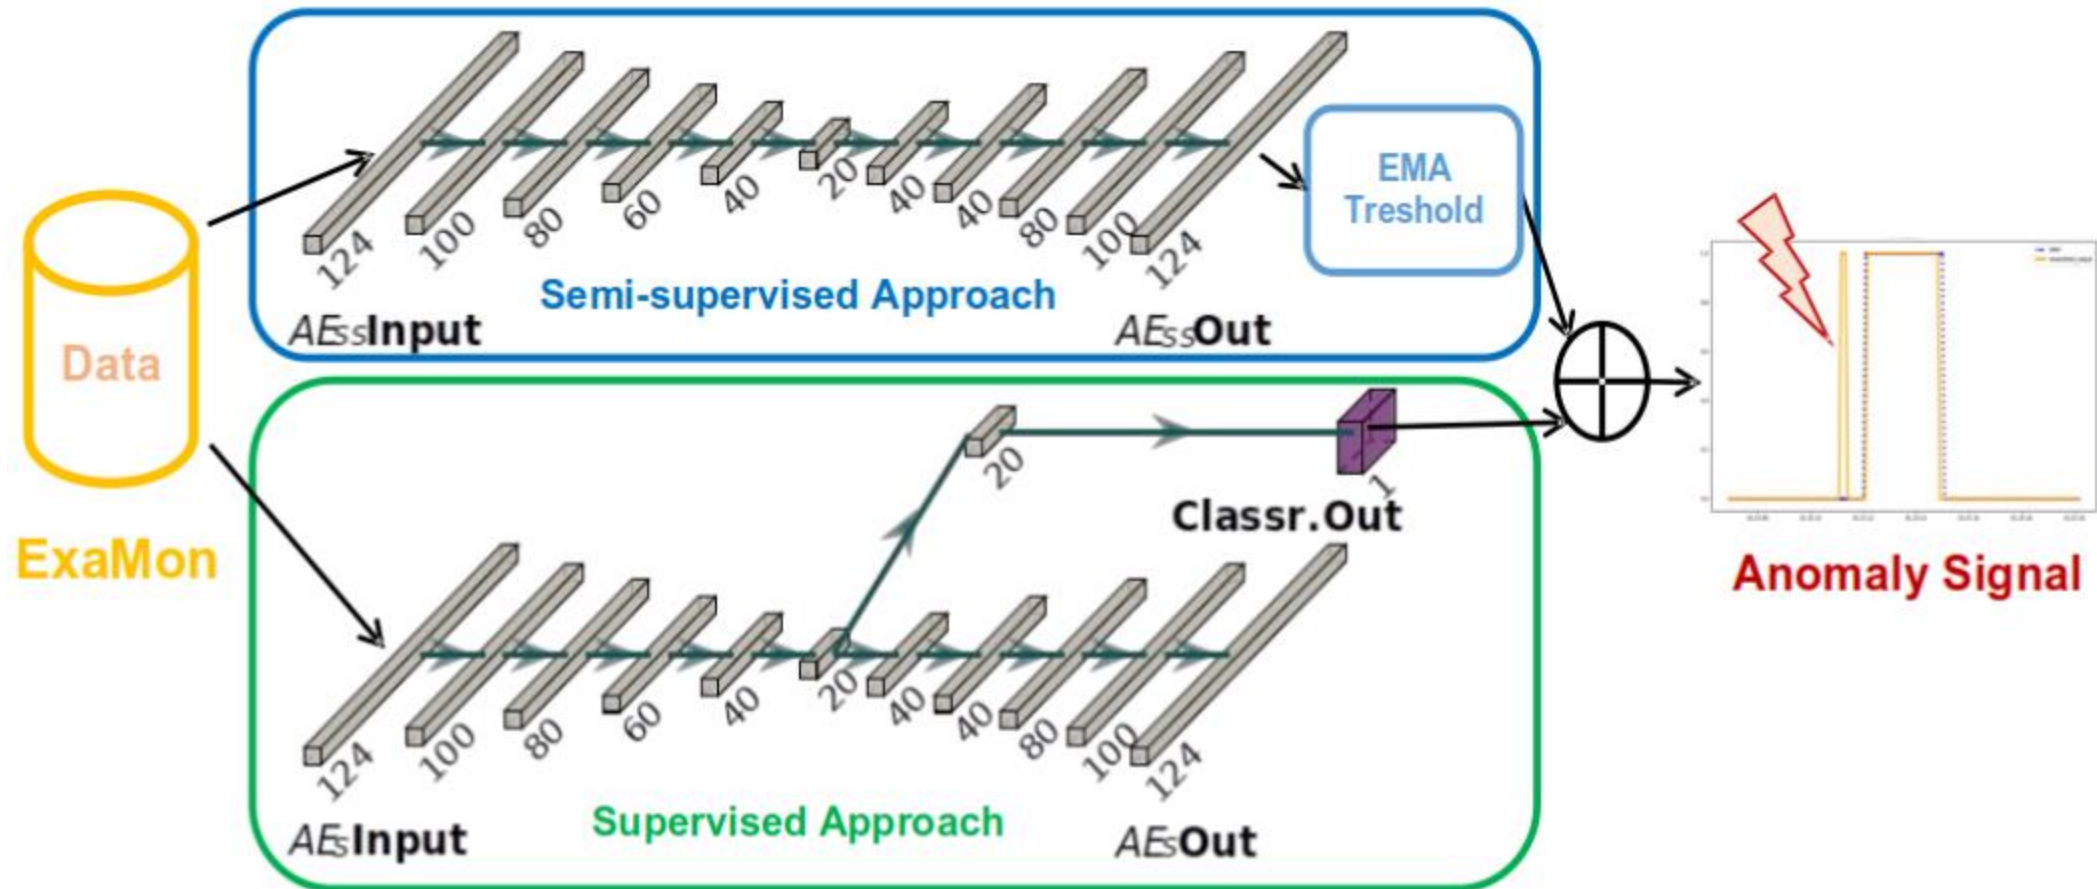 Data
ExaMon
124
100
80
60
40
20
40
40
80
100
124
Semi-supervised Approach
AEssInput
AEssOut
EMA
Treshold
20
1
Classr.Out
124
100
80
60
40
20
40
40
80
100
124
Supervised Approach
AEsInput
AEsOut
Anomaly Signal